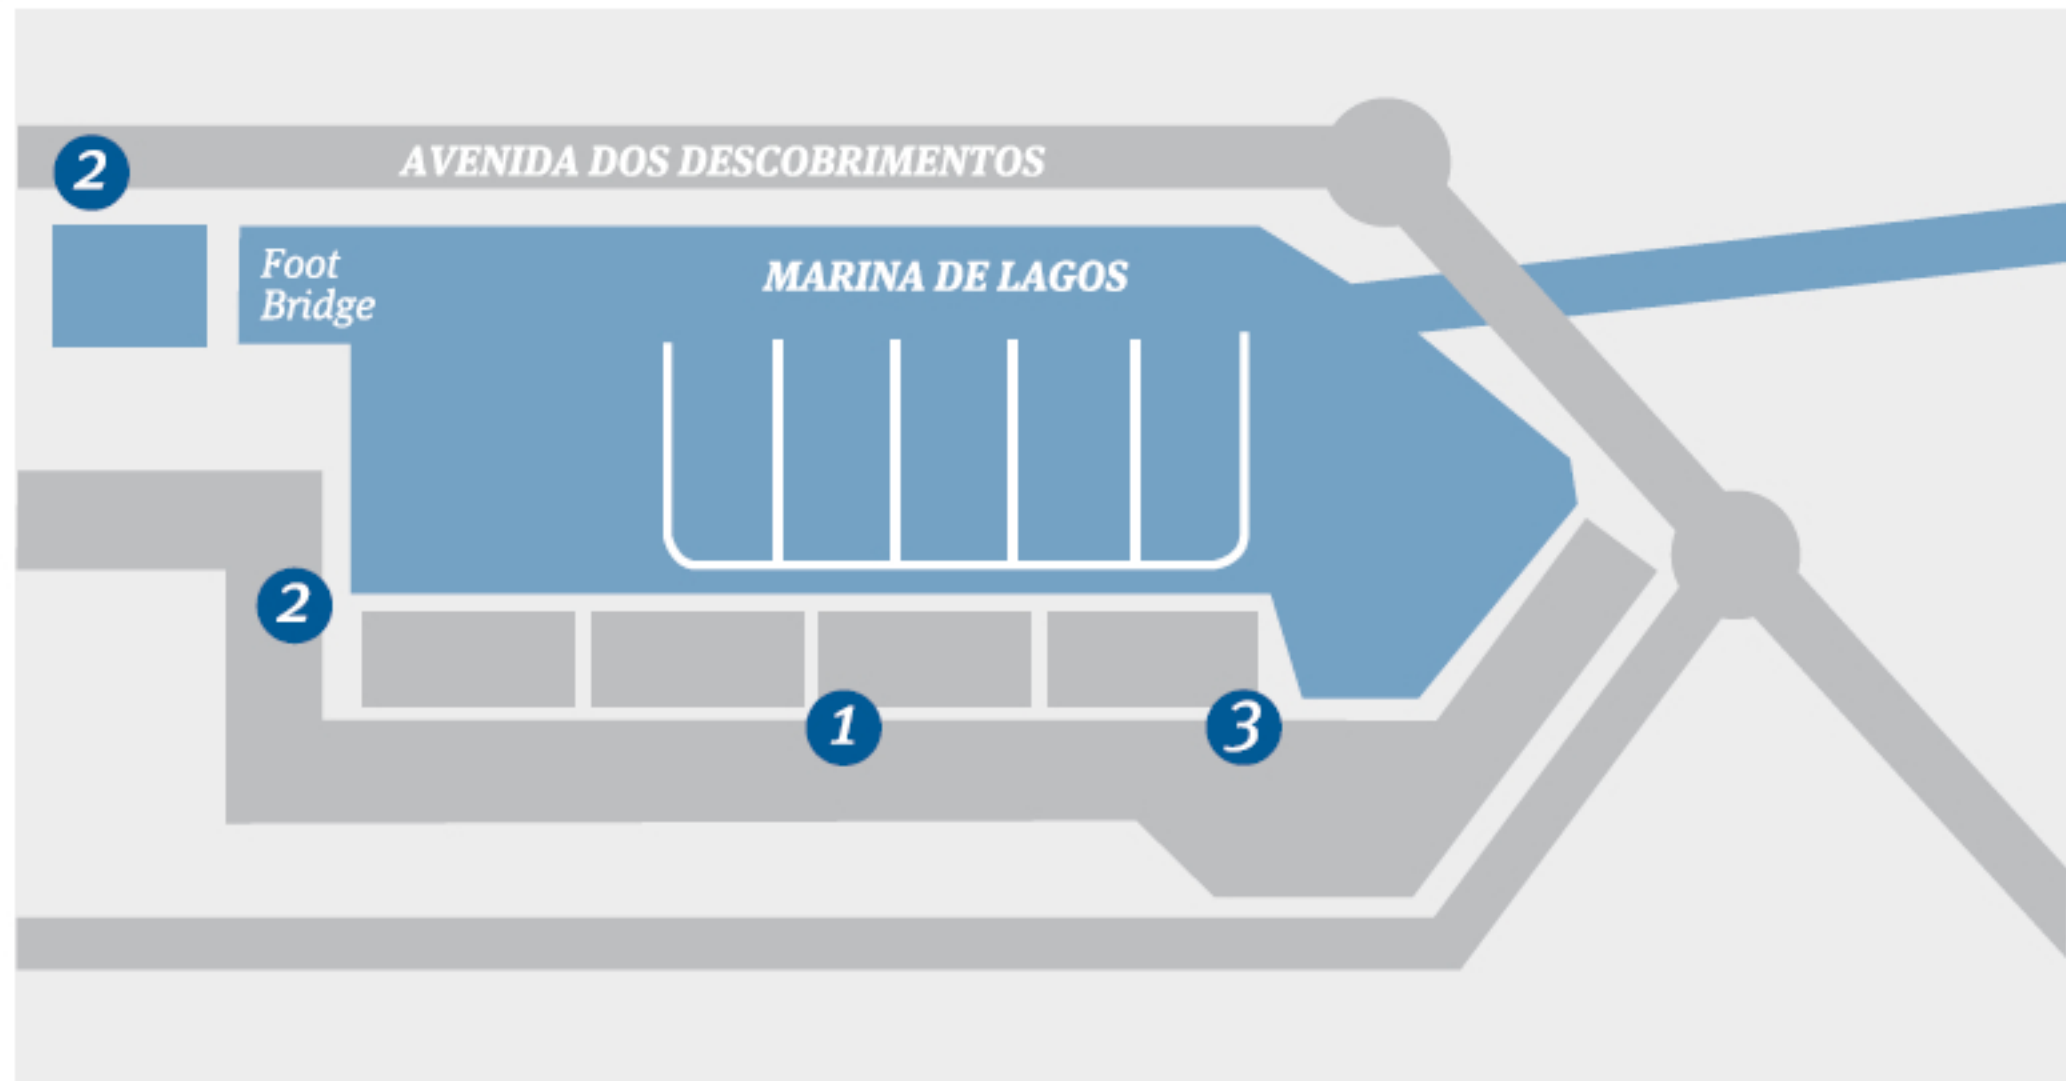 2
AVENIDA DOS DESCOBRIMENTOS
Foot
Bridge
MARINA DE LAGOS
2
1
3